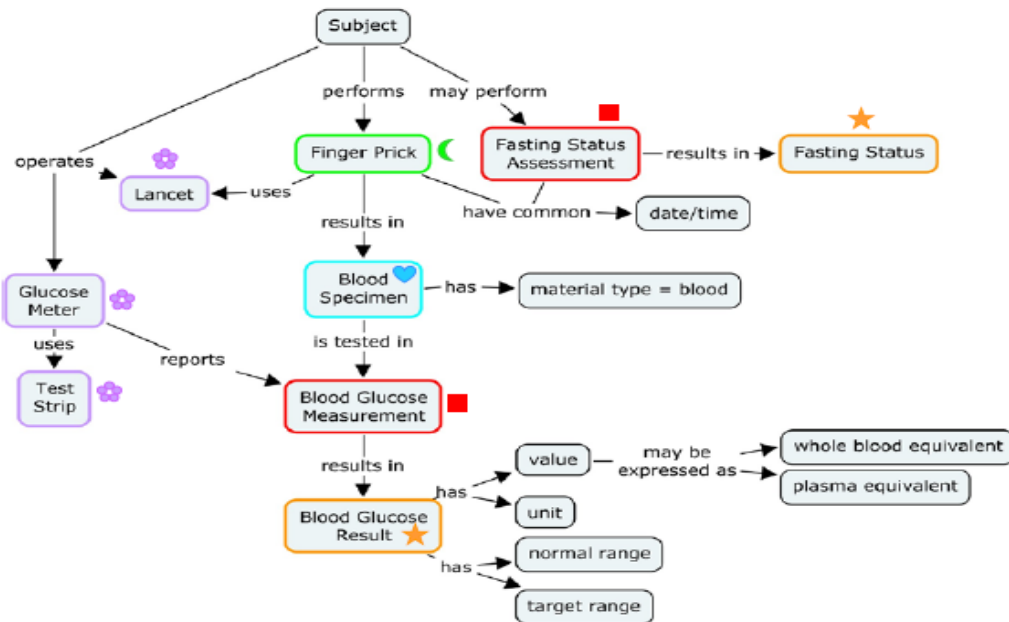 Subject
performs
may perform
operates
Finger Prick
Fasting Status
Assessment
results in
Fasting Status
Lancet
uses
have common
date/time
results in
Glucose
Meter
Blood
Specimen
has
material type = blood
uses
is tested in
reports
Test
Strip
Blood Glucose
Measurement
results in
value
may be
expressed as
whole blood equivalent
plasma equivalent
has
unit
Blood Glucose
Result
normal range
has
target range